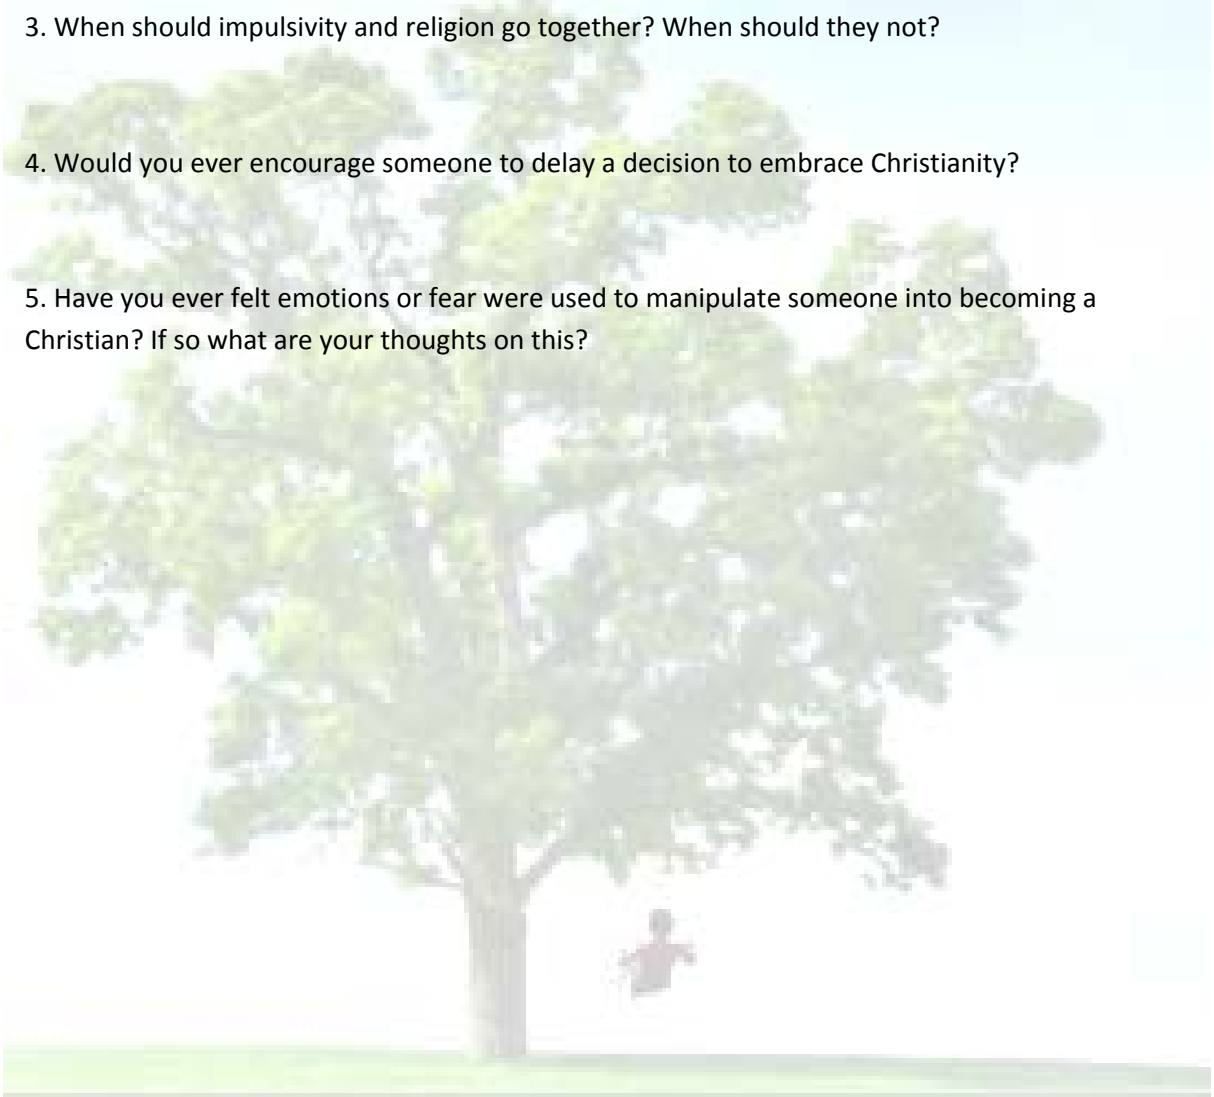 3. When should impulsivity and religion go together? When should they not?
4. Would you ever encourage someone to delay a decision to embrace Christianity?
5. Have you ever felt emotions or fear were used to manipulate someone into becoming a
Christian? If so what are your thoughts on this?